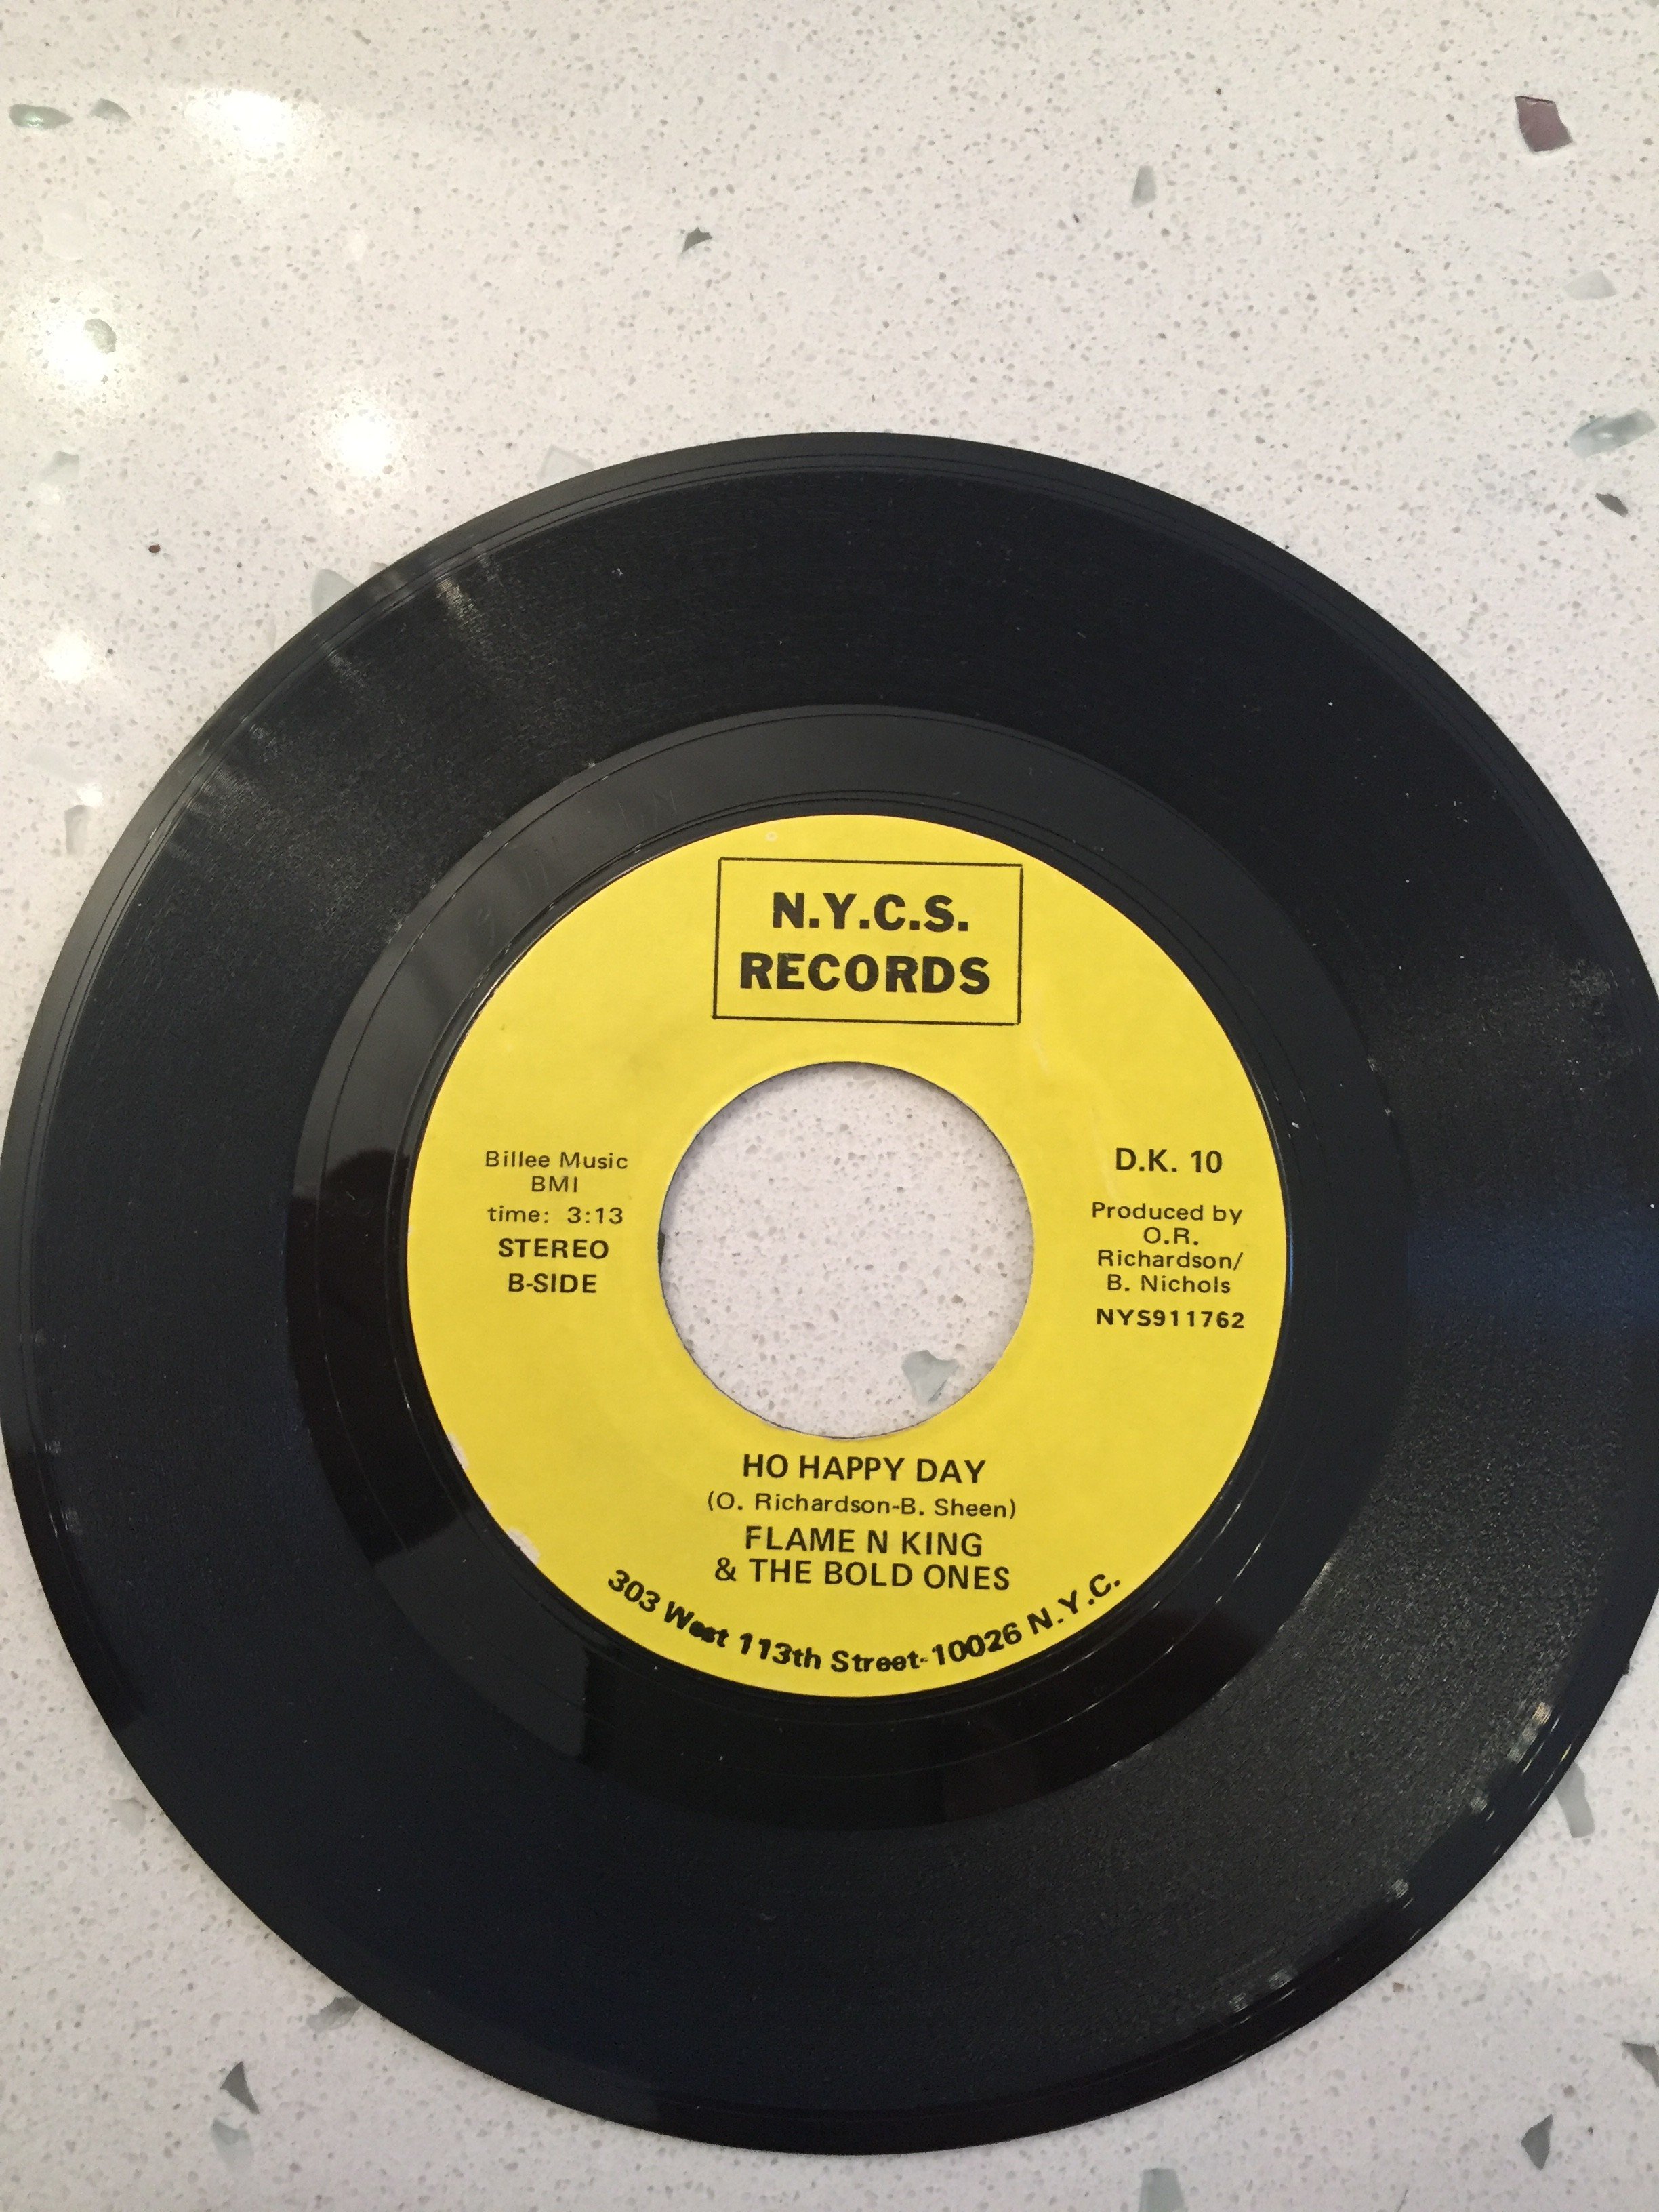 N.Y.C.S.
RECORDS
Billee Music
BMI
time: 3:13
STEREO
B-SIDE
D.K. 10
Produced by
O.R.
Richardson/
B. Nichols
NYS911762
HO HAPPY DAY
(O. Richardson-B. Sheen)
FLAME N KING
& THE BOLD ONES
303 West 113th Street-10026 N.Y.C.